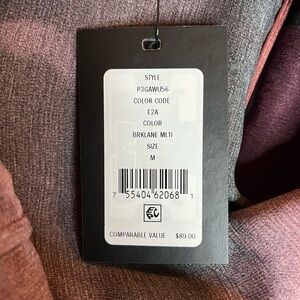 STYLE
P3GAWU56
COLOR CODE
E2A
COLOR
BRKLANE MLTI
SIZE
M
7 55404 62068 1
COMPARABLE VALUE $89.00